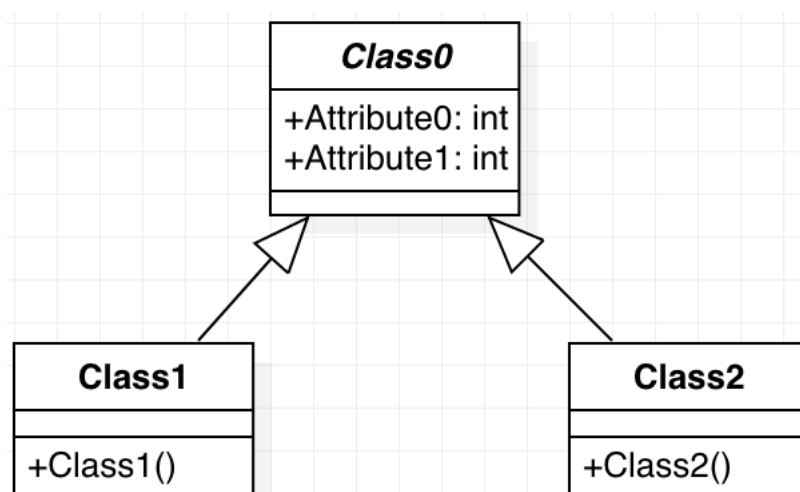 Class0
+Attribute0: int
+Attribute1: int
Class1
+Class1()
Class2
+Class2()